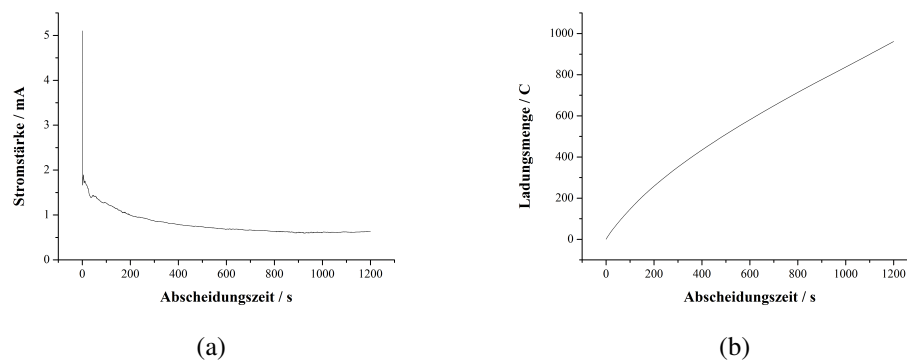 Stromstärke / mA
5
4
3
2
1
0
0 200 400 600 800 1000 1200
Abscheidungszeit / s
(a)
Ladungsmenge / C
1000
800
600
400
200
0
0 200 400 600 800 1000 1200
Abscheidungszeit / s
(b)